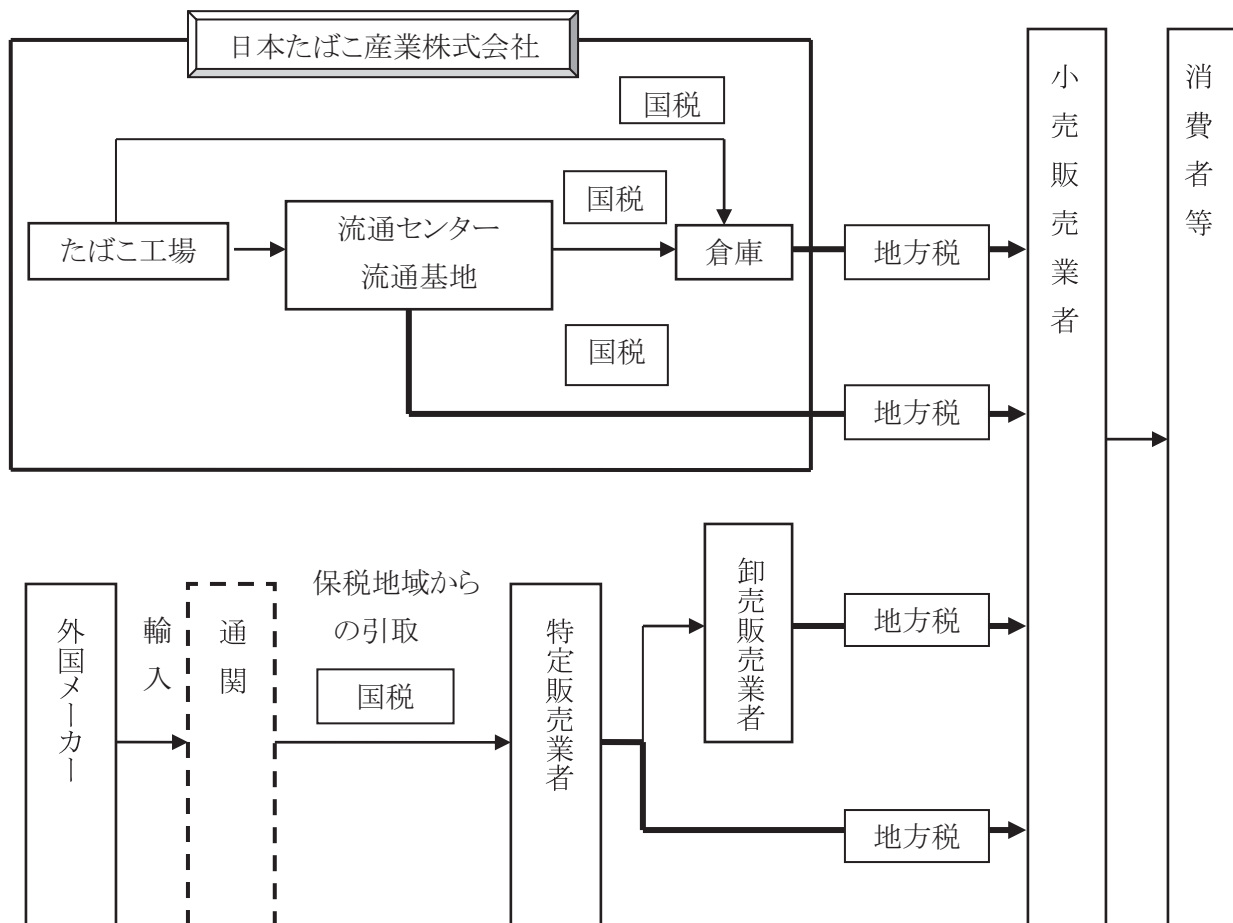 日本たばこ産業株式会社
国税
国税
たばこ工場
流通センター
流通基地
倉庫
地方税
国税
地方税
小売販売業者
消費者等
外国メーカー
輸入
通関
保税地域から
の引取
国税
特定販売業者
卸売販売業者
地方税
地方税